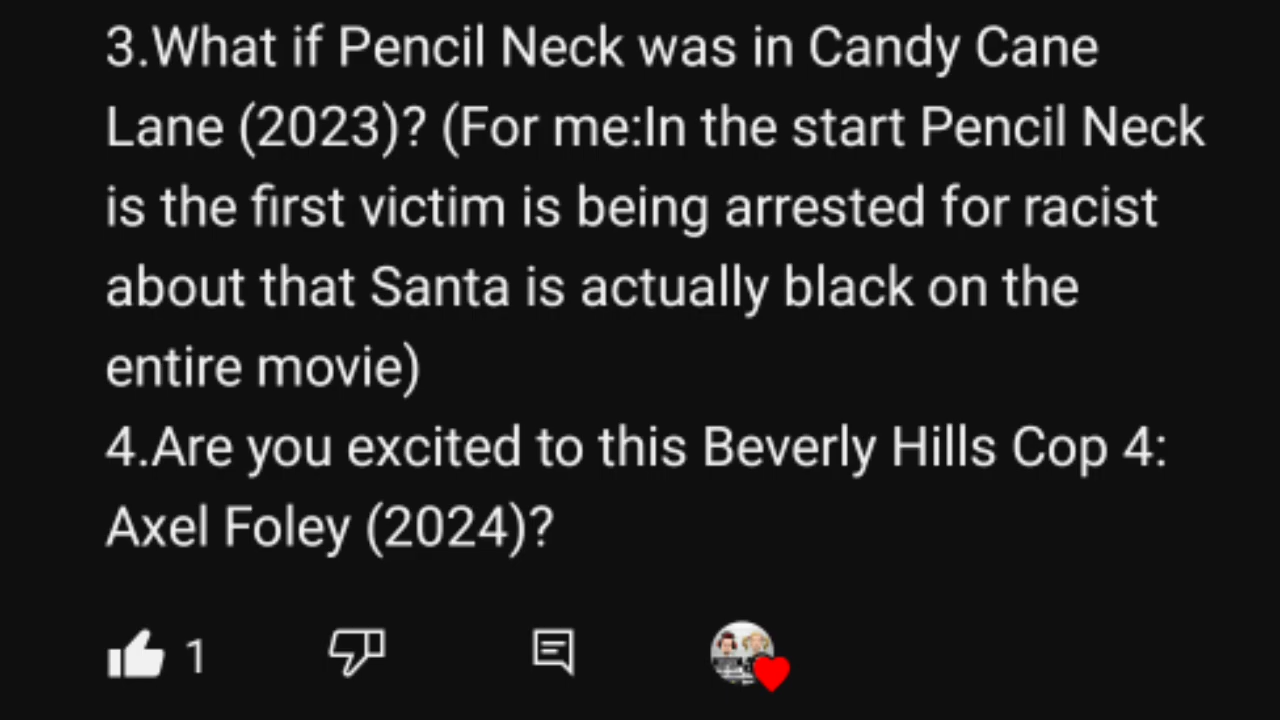 3.What if Pencil Neck was in Candy Cane
Lane (2023)? (For me:In the start Pencil Neck
is the first victim is being arrested for racist
about that Santa is actually black on the
entire movie)
4.Are you excited to this Beverly Hills Cop 4:
Axel Foley (2024)?
1